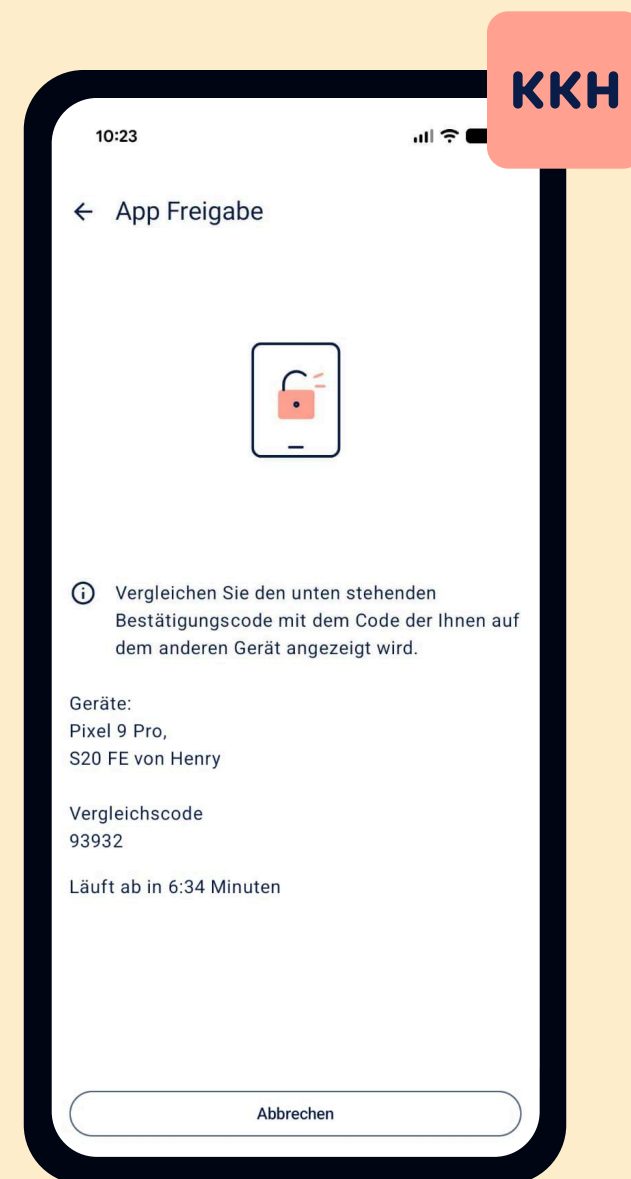 KKH
10:23
App Freigabe
Vergleichen Sie den unten stehenden
Bestätigungscode mit dem Code der Ihnen auf
dem anderen Gerät angezeigt wird.
Geräte:
Pixel 9 Pro,
S20 FE von Henry
Vergleichscode
93932
Läuft ab in 6:34 Minuten
Abbrechen